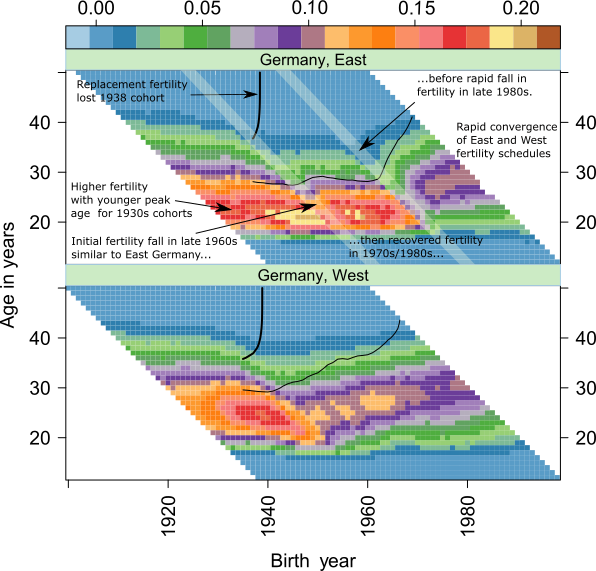 0.00 0.05 0.10 0.15 0.20
Germany, East
Replacement fertility
lost 1938 cohort
...before rapid fall in
fertility in late 1980s.
Rapid convergence
of East and West
fertility schedules
Higher fertility
with younger peak
age for 1930s cohorts
Initial fertility fall in late 1960s
similar to East Germany...
...then recovered fertility
in 1970s/1980s...
40 40
30 30
20 20
Germany, West
40 40
30 30
20 20
Age in years
1920 1940 1960 1980
Birth year